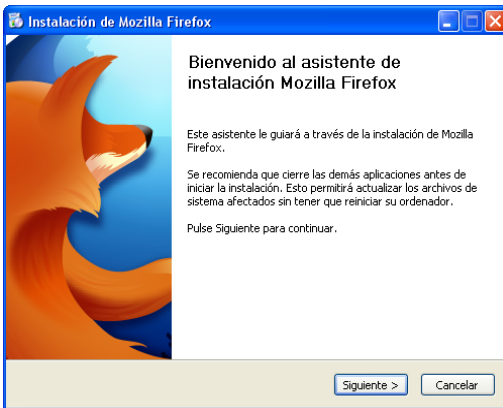 Instalación de Mozilla Firefox
Bienvenido al asistente de
instalación Mozilla Firefox
Este asistente le guiará a través de la instalación de Mozilla
Firefox.
Se recomienda que cierre las demás aplicaciones antes de
iniciar la instalación. Esto permitirá actualizar los archivos de
sistema afectados sin tener que reiniciar su ordenador.
Pulse Siguiente para continuar.
Siguiente > Cancelar